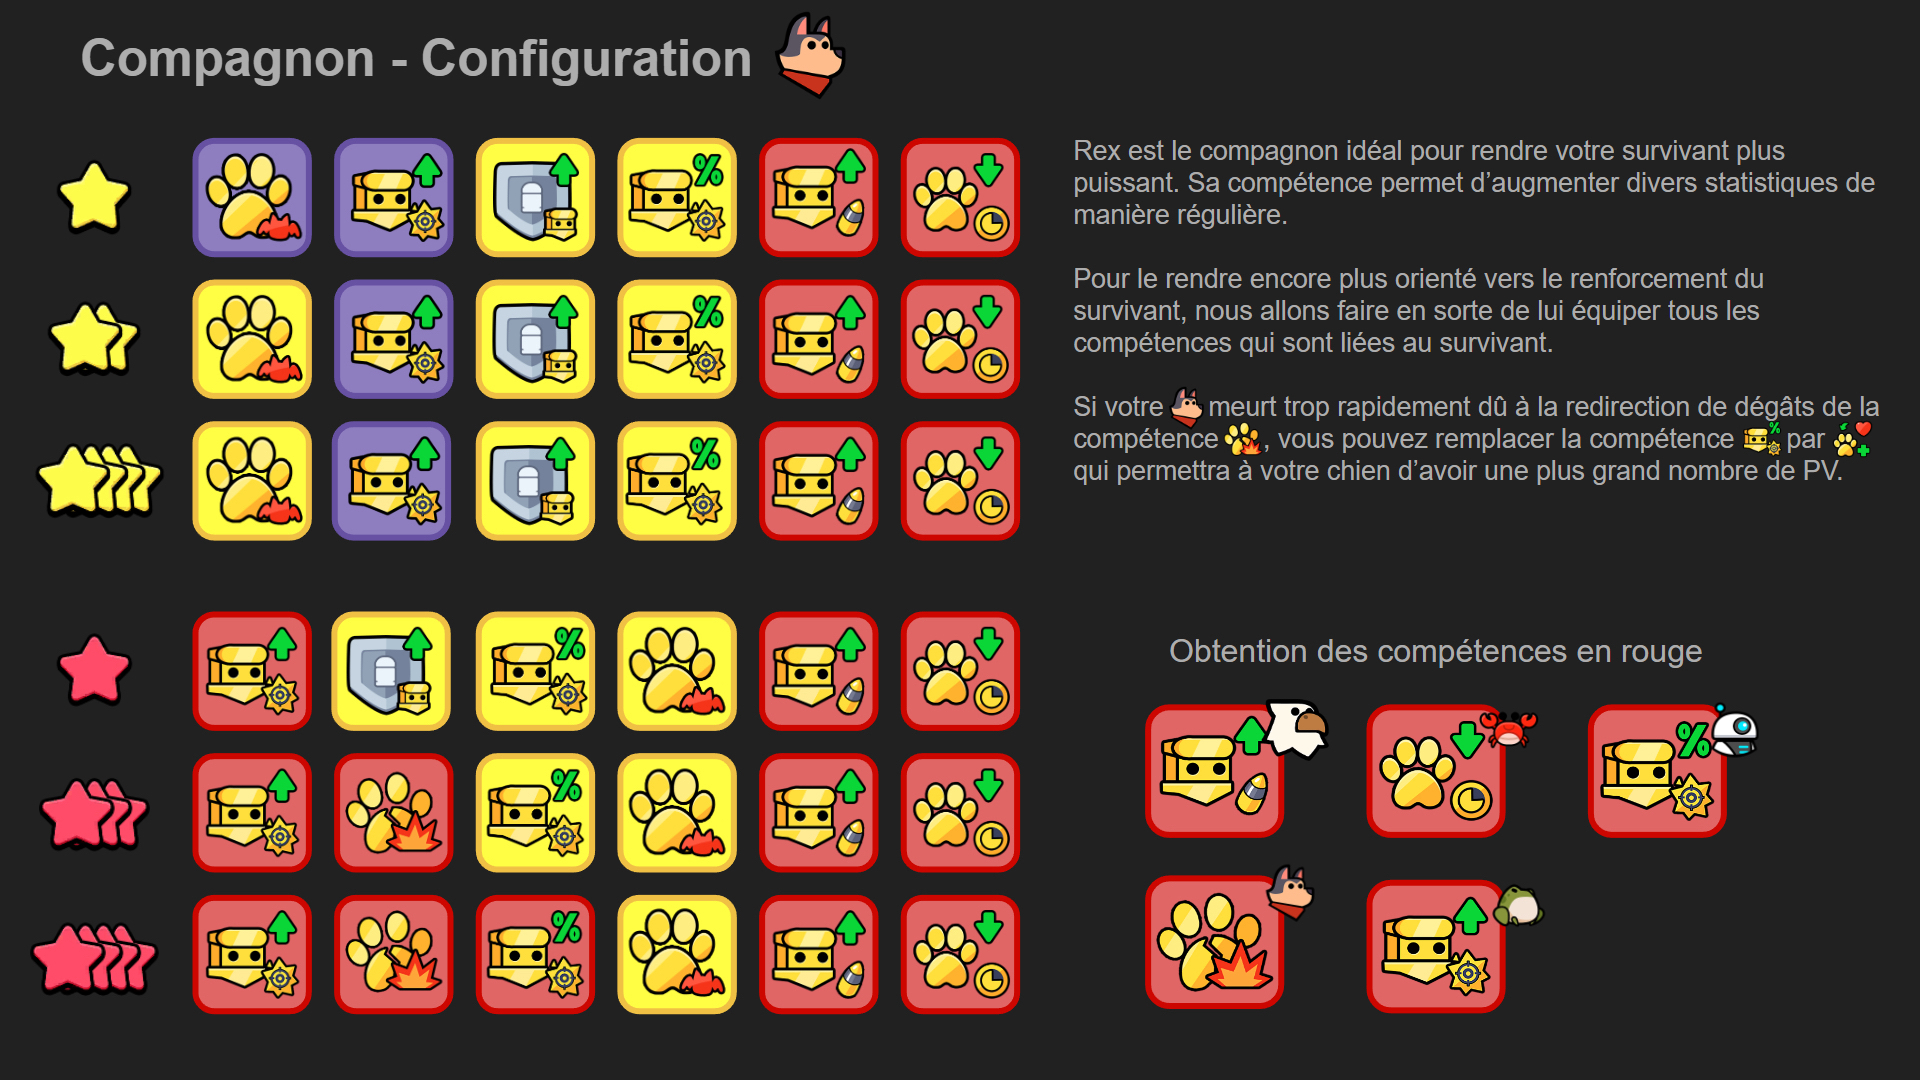 Compagnon - Configuration
Rex est le compagnon idéal pour rendre votre survivant plus
puissant. Sa compétence permet d’augmenter divers statistiques de
manière régulière.
Pour le rendre encore plus orienté vers le renforcement du
survivant, nous allons faire en sorte de lui équiper tous les
compétences qui sont liées au survivant.
Si votre meurt trop rapidement dû à la redirection de dégâts de la
compétence , vous pouvez remplacer la compétence par
qui permettra à votre chien d’avoir une plus grand nombre de PV.
Obtention des compétences en rouge